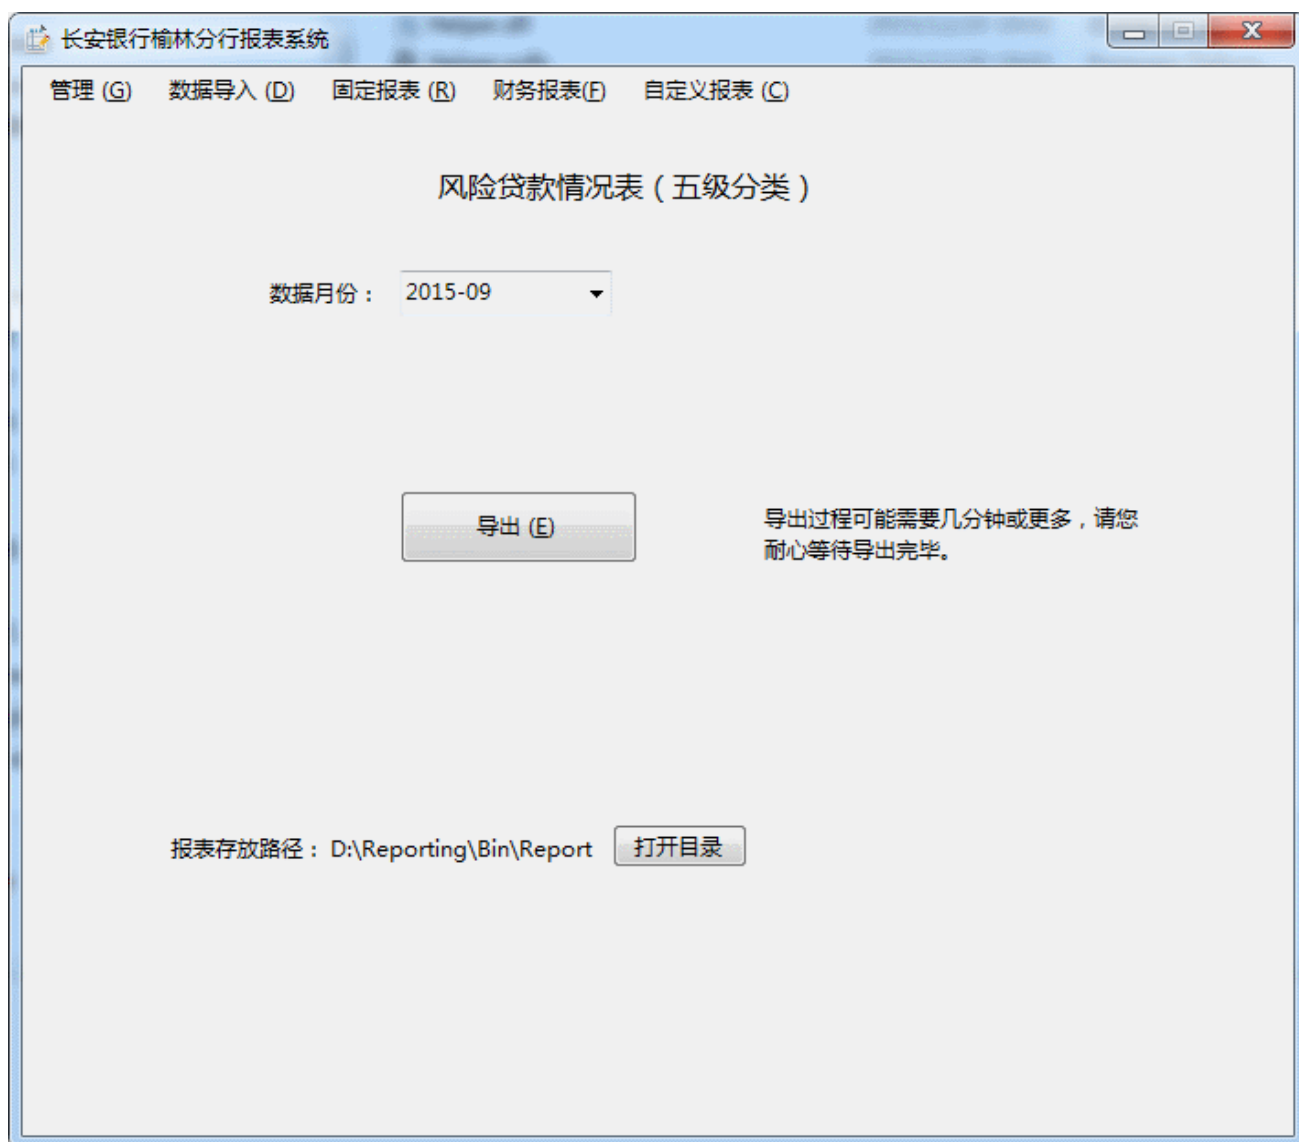 长安银行榆林分行报表系统
管理 (G) 数据导入 (D) 固定报表 (R) 财务报表(F) 自定义报表 (C)
风险贷款情况表（五级分类）
数据月份： 2015-09
导出 (E)
导出过程可能需要几分钟或更多，请您
耐心等待导出完毕。
报表存放路径： D:\Reporting\Bin\Report 打开目录